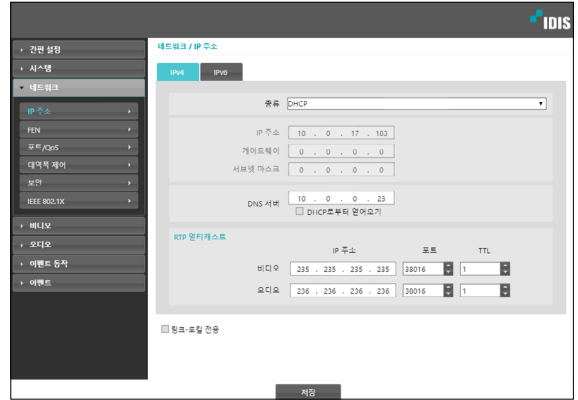 IDIS
간편 설정
시스템
네트워크
IP 주소
FEN
포트/QoS
대역폭 제어
보안
IEEE 802.1X
비디오
오디오
이벤트 동작
이벤트
네트워크 / IP 주소
IPv4 IPv6
종류 DHCP
IP 주소 10 . 0 . 17 . 103
게이트웨이 0 . 0 . 0 . 0
서브넷 마스크 0 . 0 . 0 . 0
DNS 서버 10 . 0 . 0 . 23
DHCP로부터 얻어오기
RTP 멀티캐스트
IP 주소 포트 TTL
비디오 235 . 235 . 235 . 235 38016 1
오디오 236 . 236 . 236 . 236 38016 1
링크-로컬 전용
저장